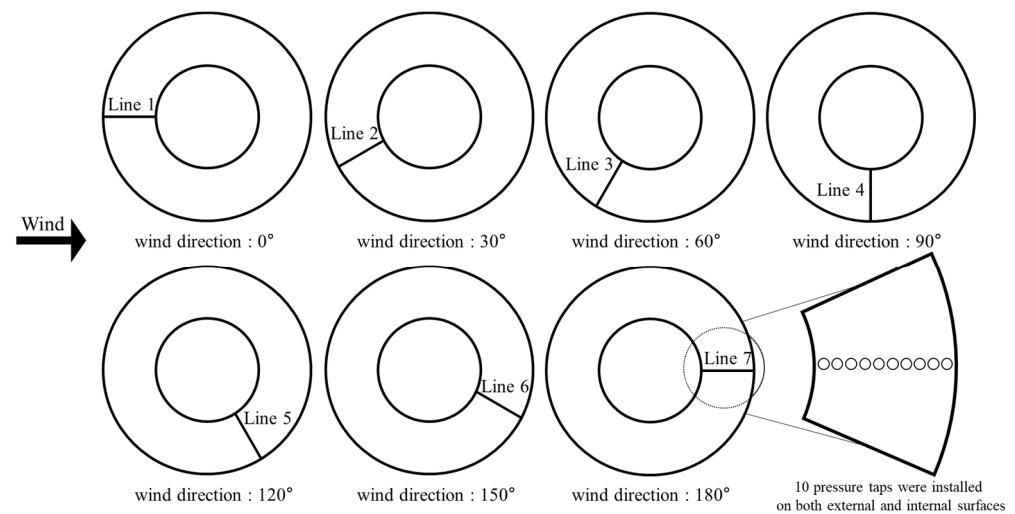 Line 1
Line 2
Line 3
Line 4
Wind
wind direction : 0°
wind direction : 30°
wind direction : 60°
wind direction : 90°
Line 5
Line 6
Line 7
wind direction : 120°
wind direction : 150°
wind direction : 180°
10 pressure taps were installed
on both external and internal surfaces